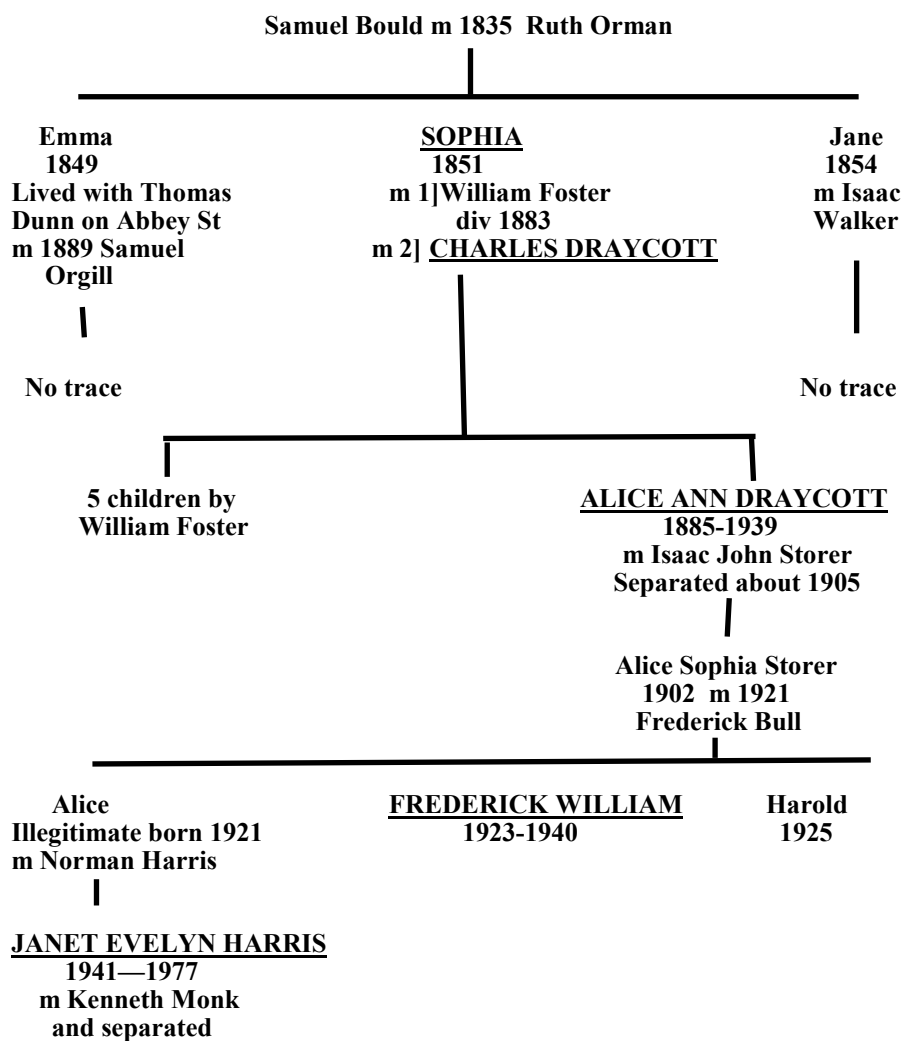 Samuel Bould m 1835 Ruth Orman
Emma
1849
Lived with Thomas
Dunn on Abbey St
m 1889 Samuel
Orgill
No trace
SOPHIA
1851
m 1]William Foster
div 1883
m 2] CHARLES DRAYCOTT
Jane
1854
m Isaac
Walker
No trace
5 children by
William Foster
ALICE ANN DRAYCOTT
1885-1939
m Isaac John Storer
Separated about 1905
Alice Sophia Storer
1902 m 1921
Frederick Bull
Alice
Illegitimate born 1921
m Norman Harris
FREDERICK WILLIAM
1923-1940
Harold
1925
JANET EVELYN HARRIS
1941—1977
m Kenneth Monk
and separated